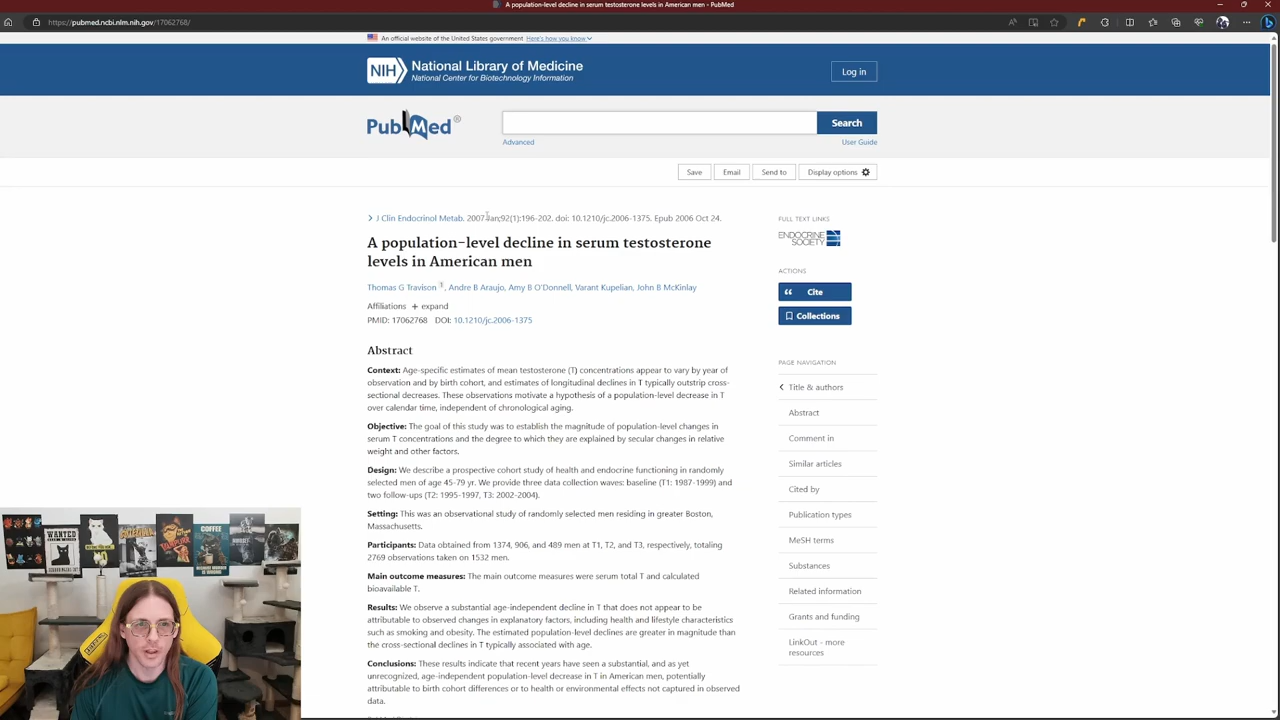 A population-level decline in serum testosterone levels in American men - PubMed
https://pubmed.ncbi.nlm.nih.gov/17062768/
An official website of the United States government Here's how you know
NIH National Library of Medicine
National Center for Biotechnology Information
Log in
PubMed®
Search
Advanced
User Guide
Save
Email
Send to
Display options
J Clin Endocrinol Metab. 2007 Jan;92(1):196-202. doi: 10.1210/jc.2006-1375. Epub 2006 Oct 24.
A population-level decline in serum testosterone
levels in American men
Thomas G Travison 1, Andre B Araujo, Amy B O'Donnell, Varant Kupelian, John B McKinlay
Affiliations + expand
PMID: 17062768 DOI: 10.1210/jc.2006-1375
Abstract
Context: Age-specific estimates of mean testosterone (T) concentrations appear to vary by year of
observation and by birth cohort, and estimates of longitudinal declines in T typically outstrip cross-
sectional decreases. These observations motivate a hypothesis of a population-level decrease in T
over calendar time, independent of chronological aging.
Objective: The goal of this study was to establish the magnitude of population-level changes in
serum T concentrations and the degree to which they are explained by secular changes in relative
weight and other factors.
Design: We describe a prospective cohort study of health and endocrine functioning in randomly
selected men of age 45-79 yr. We provide three data collection waves: baseline (T1: 1987-1999) and
two follow-ups (T2: 1995-1997, T3: 2002-2004).
Setting: This was an observational study of randomly selected men residing in greater Boston,
Massachusetts.
Participants: Data obtained from 1374, 906, and 489 men at T1, T2, and T3, respectively, totaling
2769 observations taken on 1532 men.
Main outcome measures: The main outcome measures were serum total T and calculated
bioavailable T.
Results: We observe a substantial age-independent decline in T that does not appear to be
attributable to observed changes in explanatory factors, including health and lifestyle characteristics
such as smoking and obesity. The estimated population-level declines are greater in magnitude than
the cross-sectional declines in T typically associated with age.
Conclusions: These results indicate that recent years have seen a substantial, and as yet
unrecognized, age-independent population-level decrease in T in American men, potentially
attributable to birth cohort differences or to health or environmental effects not captured in observed
data.
FULL TEXT LINKS
ENDOCRINE
SOCIETY
ACTIONS
Cite
Collections
PAGE NAVIGATION
Title & authors
Abstract
Comment in
Similar articles
Cited by
Publication types
MeSH terms
Substances
Related information
Grants and funding
LinkOut - more
resources
WANTED
COFFEE